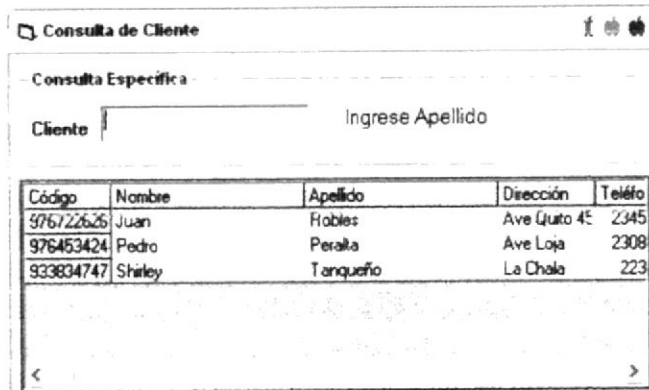 Consulta de Cliente
Consulta Específica
Cliente Ingrese Apellido
Código Nombre Apellido Dirección Teléfo
976722626 Juan Robles Ave Quito 45 2345
976453424 Pedro Peralta Ave Loja 2308
933834747 Shirley Tanqueño La Chala 223